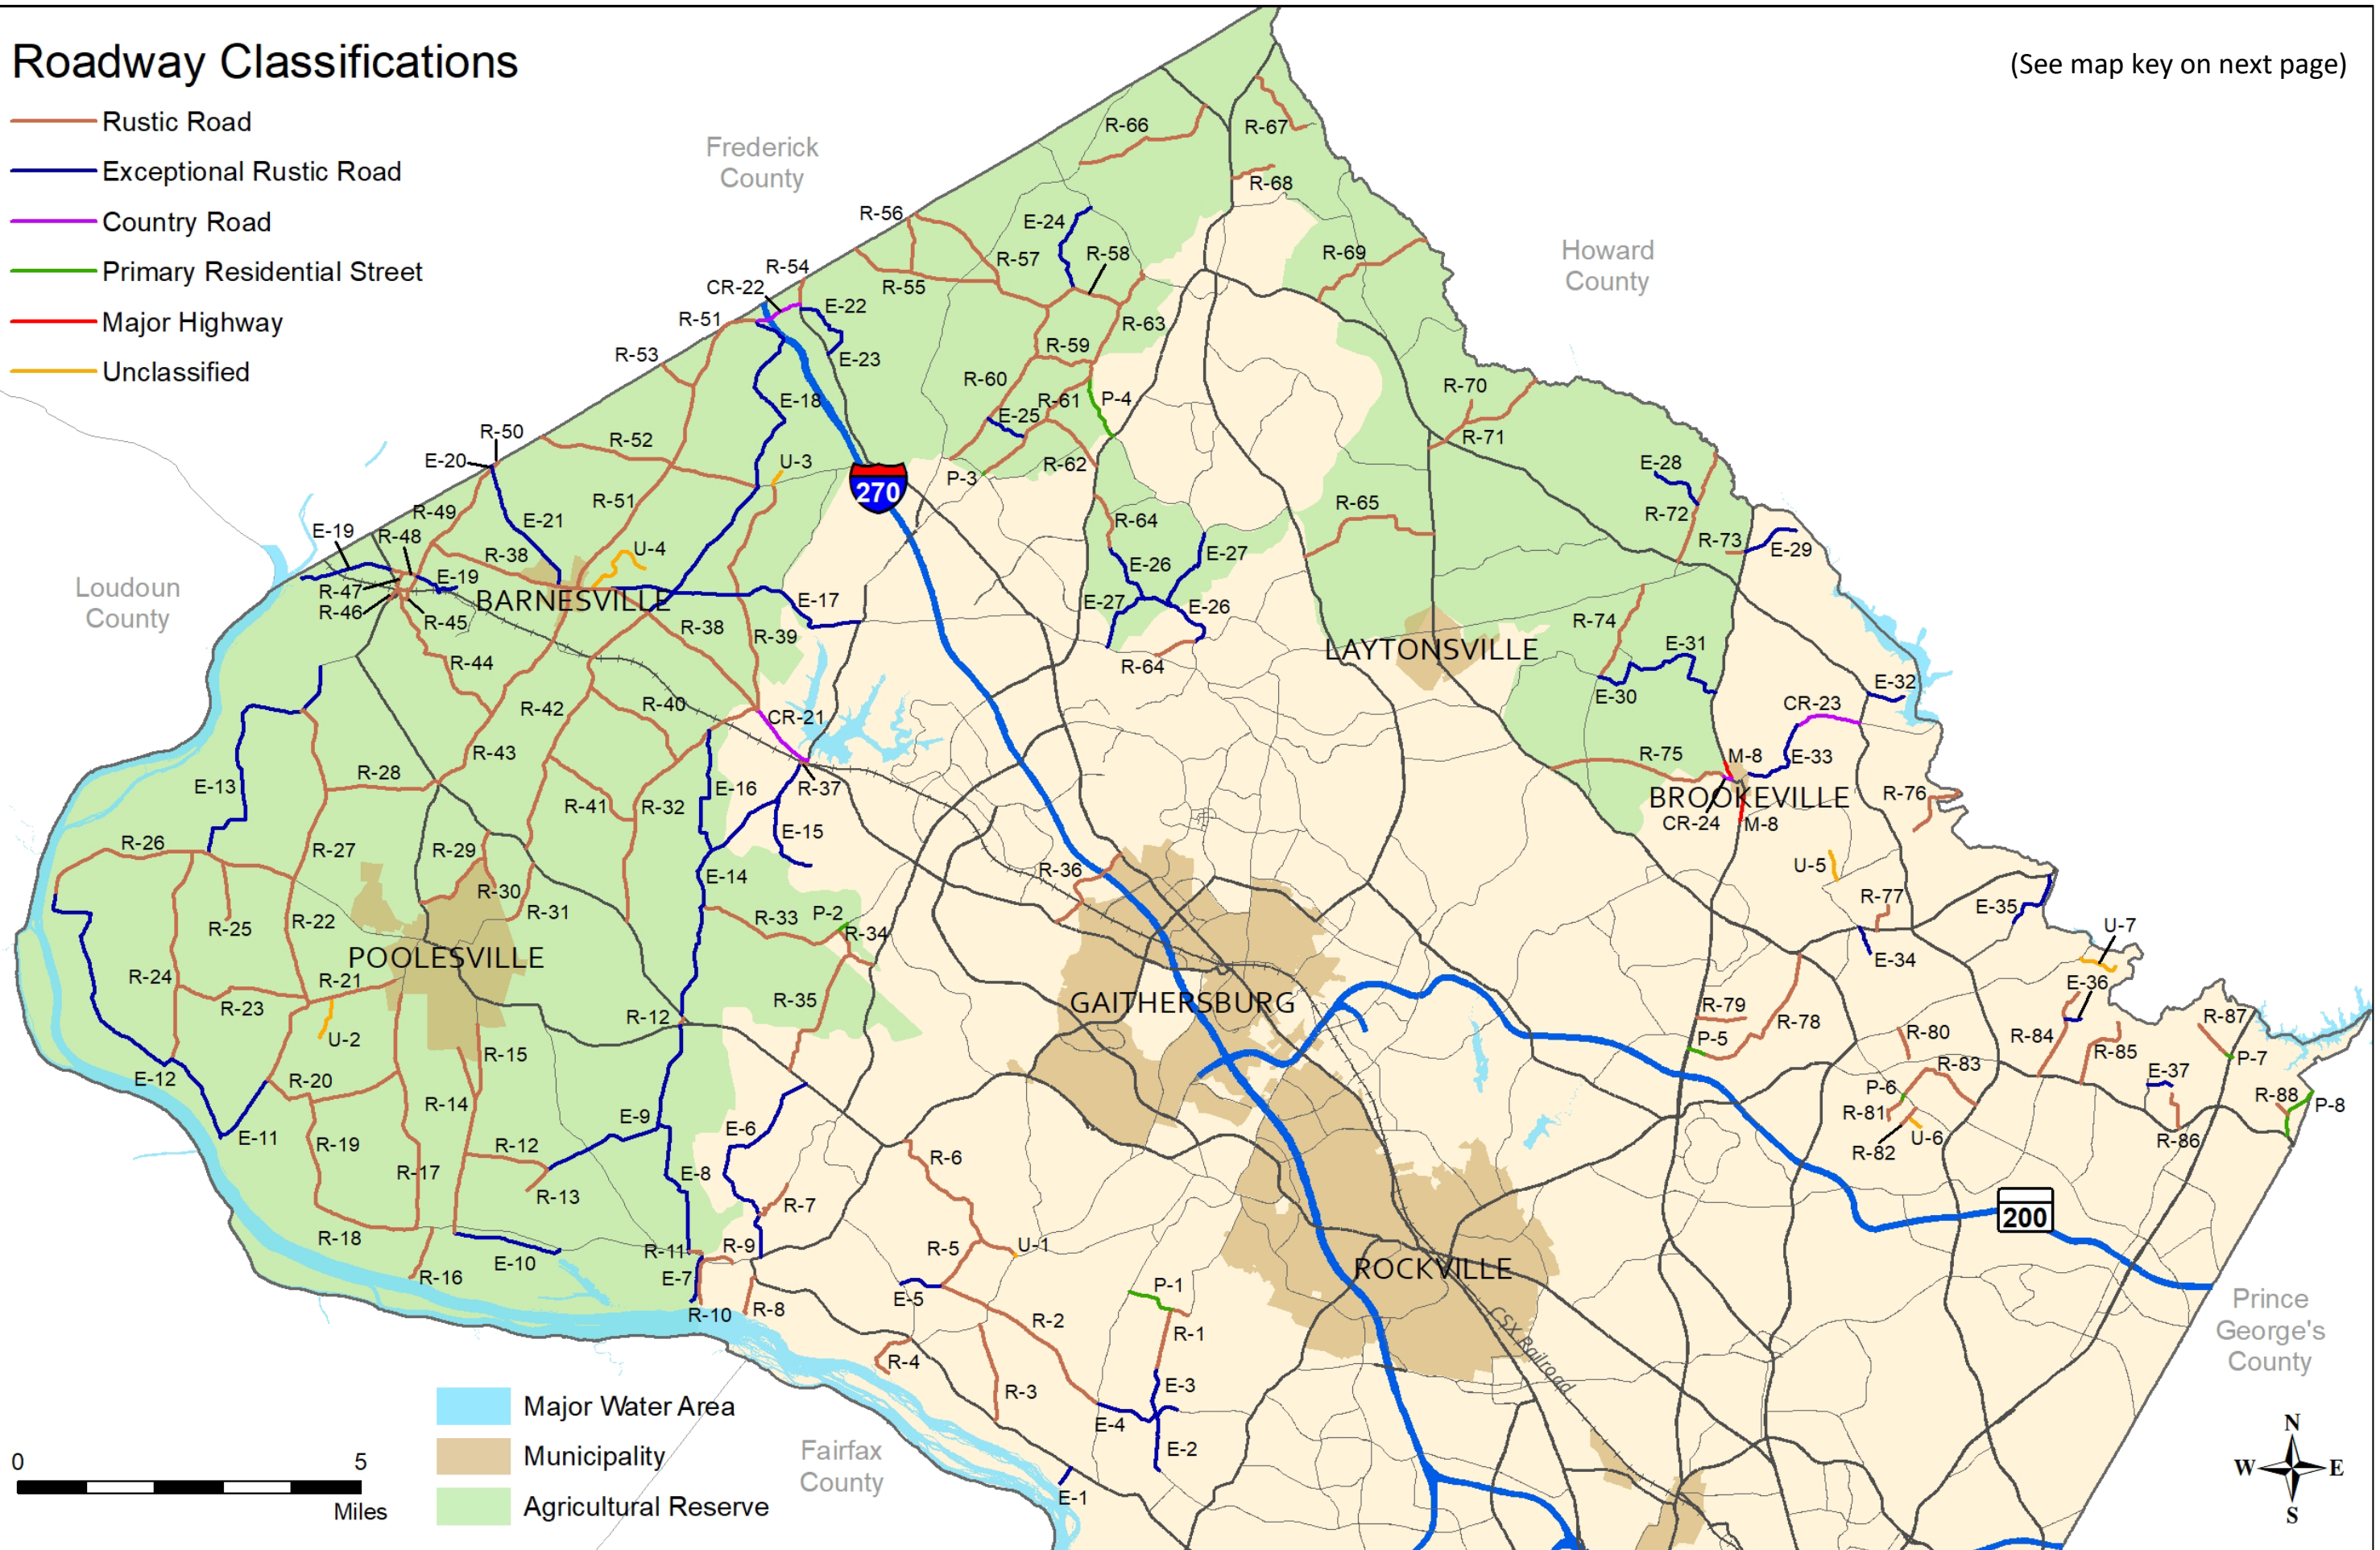 Roadway Classifications
(See map key on next page)
Rustic Road
Exceptional Rustic Road
Country Road
Primary Residential Street
Major Highway
Unclassified
Frederick
County
Howard
County
Loudoun
County
Fairfax
County
Prince
George's
County
R-66
R-67
R-68
R-56
E-24
R-57
R-58
R-69
R-54
CR-22
R-55
E-22
R-51
R-63
E-23
R-59
R-53
R-60
E-18
R-61
P-4
E-25
R-70
R-71
R-50
R-52
E-20
U-3
P-3
R-62
E-28
270
R-51
R-49
E-21
R-65
R-64
R-72
E-19
R-48
R-38
U-4
E-27
E-26
R-73
E-29
E-19
R-47
R-46
BARNESVILLE
E-17
E-27
E-26
R-45
R-38
R-39
R-74
R-44
R-64
LAYTONSVILLE
E-31
E-30
E-32
R-42
R-40
CR-21
CR-23
R-43
R-75
M-8
E-33
R-28
E-13
E-16
R-37
R-41
R-32
BROOKEVILLE
R-76
CR-24
M-8
E-15
R-26
R-27
R-29
R-36
U-5
E-14
R-30
R-77
R-25
R-22
R-31
R-33
P-2
R-34
E-35
U-7
POOLESVILLE
E-34
R-24
R-21
E-36
R-23
R-35
GAITHERSBURG
R-79
R-78
R-12
R-87
U-2
P-5
R-80
R-84
R-15
R-85
P-7
E-12
R-20
R-83
E-37
P-6
R-88
P-8
R-14
R-81
E-9
E-6
E-11
R-19
R-12
U-6
R-86
R-82
R-6
R-17
E-8
R-13
R-7
200
R-18
R-11
R-9
R-5
U-1
E-10
R-16
E-7
ROCKVILLE
P-1
E-5
R-10
R-8
R-2
R-1
CSX Railroad
R-4
R-3
E-3
E-4
E-2
E-1
Major Water Area
Municipality
Agricultural Reserve
0 5
Miles
N
W E
S